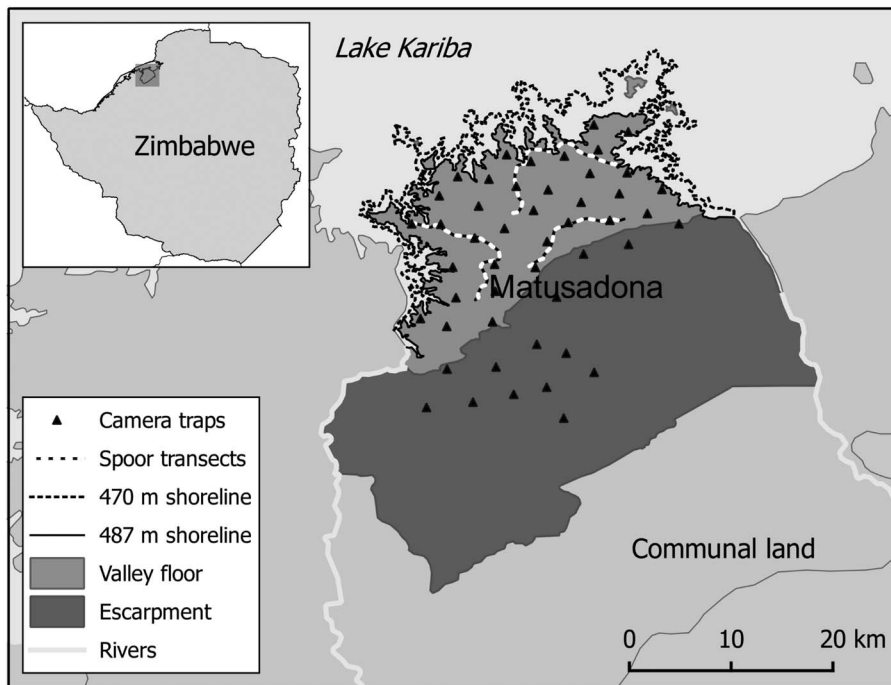 Lake Kariba
Zimbabwe
Matusadona
Camera traps
Spoor transects
470 m shoreline
487 m shoreline
Valley floor
Escarpment
Rivers
Communal land
0 10 20 km